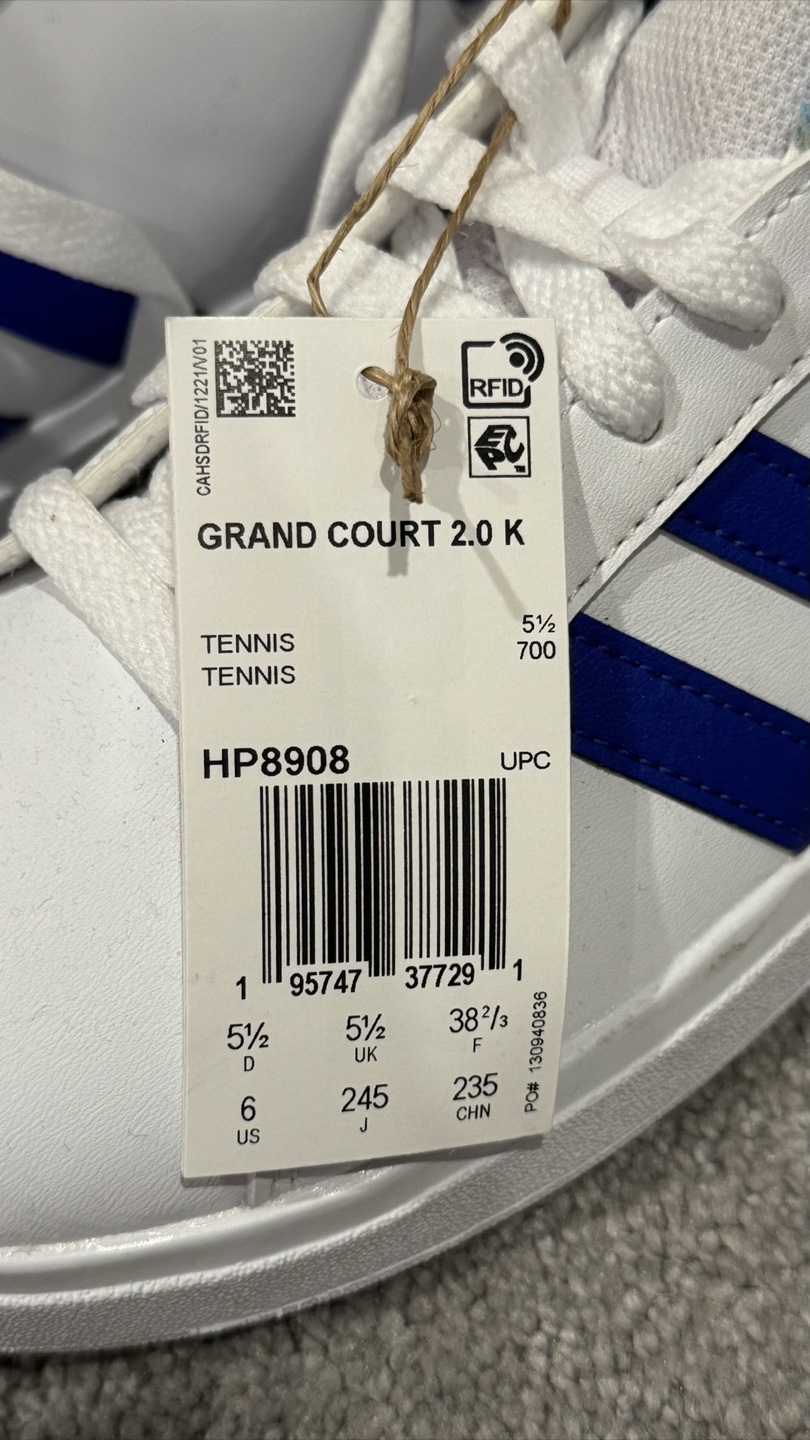 CAHSDRFID/1221/V01
RFID
EPC™
GRAND COURT 2.0 K
5½
TENNIS 700
TENNIS
HP8908 UPC
1 95747 37729 1
5½ 5½ 38²/₃
D UK F
6 245 235
US J CHN
PO# 130940836